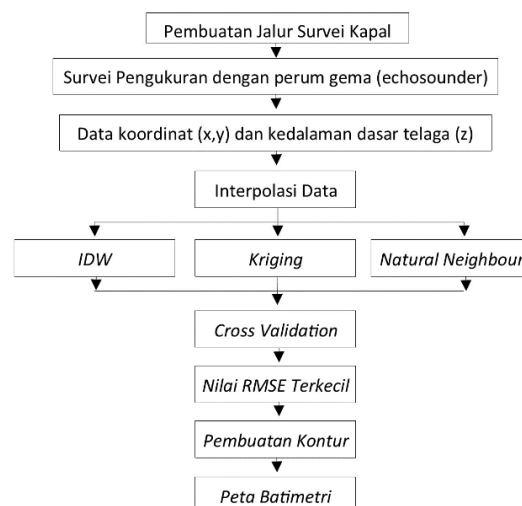 Pembuatan Jalur Survei Kapal
Survei Pengukuran dengan perum gema (echosounder)
Data koordinat (x,y) dan kedalaman dasar telaga (z)
Interpolasi Data
IDW
Kriging
Natural Neighbour
Cross Validation
Nilai RMSE Terkecil
Pembuatan Kontur
Peta Batimetri